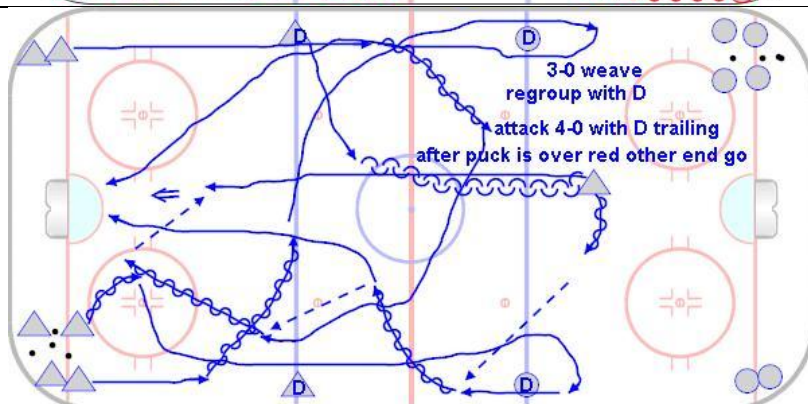 D
D
3-0 weave
regroup with D
attack 4-0 with D trailing
after puck is over red other end go
D
D